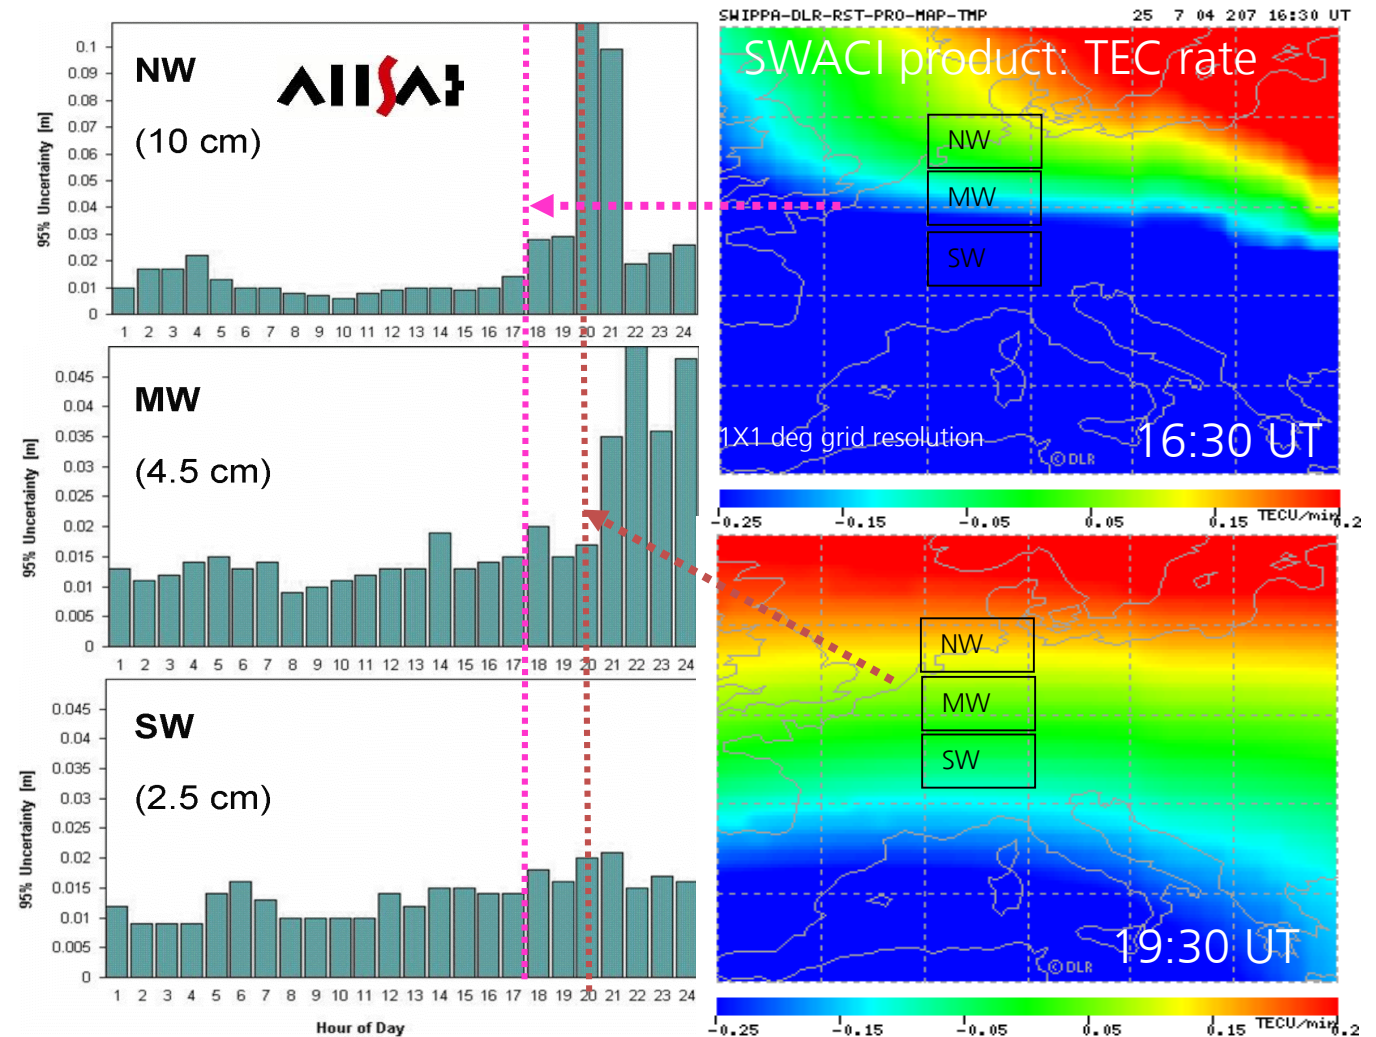 NW
AllSAt
(10 cm)
95% Uncertainty [m]
0.1
0.09
0.08
0.07
0.06
0.05
0.04
0.03
0.02
0.01
0
1 2 3 4 5 6 7 8 9 10 11 12 13 14 15 16 17 18 19 20 21 22 23 24
MW
(4.5 cm)
95% Uncertainty [m]
0.045
0.04
0.035
0.03
0.025
0.02
0.015
0.01
0.005
0
1 2 3 4 5 6 7 8 9 10 11 12 13 14 15 16 17 18 19 20 21 22 23 24
SW
(2.5 cm)
95% Uncertainty [m]
0.045
0.04
0.035
0.03
0.025
0.02
0.015
0.01
0.005
0
1 2 3 4 5 6 7 8 9 10 11 12 13 14 15 16 17 18 19 20 21 22 23 24
Hour of Day
SWIPPA-DLR-RST-PRO-MAP-TMP 25 7 04 207 16:30 UT
SWACI product: TEC rate
NW
MW
SW
1X1 deg grid resolution
16:30 UT
© DLR
-0.25 -0.15 -0.05 0.05 0.15 TECU/min 0.2
NW
MW
SW
19:30 UT
© DLR
-0.25 -0.15 -0.05 0.05 0.15 TECU/min 0.2